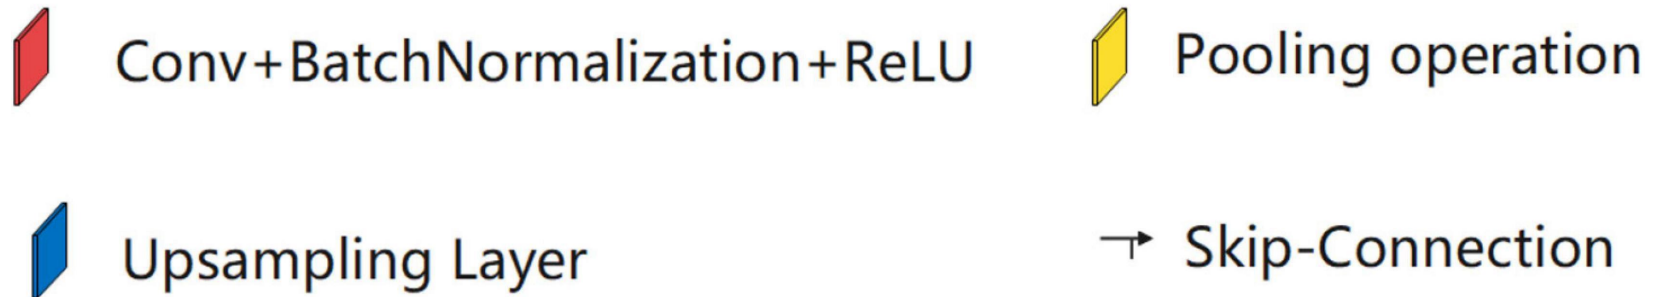 Conv+BatchNormalization+ReLU
Pooling operation
Upsampling Layer
Skip-Connection